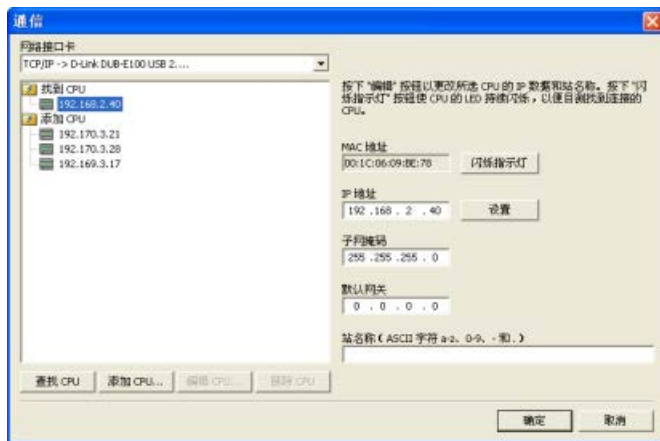 通信
网络接口卡
TCP/IP -> D-Link DUB-E100 USB 2....
找到 CPU
192.168.2.40
添加 CPU
192.170.3.21
192.170.3.28
192.169.3.17
按下 "编辑" 按钮以更改所选 CPU 的 IP 数据和站名称。按下 "闪
烁指示灯" 按钮使 CPU 的 LED 持续闪烁，以便目测找到连接的
CPU。
MAC 地址
00:1C:06:09:BE:78
闪烁指示灯
IP 地址
192 .168 . 2 . 40
设置
子网掩码
255 .255 .255 . 0
默认网关
0 . 0 . 0 . 0
站名称（ASCII 字符 a-z、0-9、- 和 .）
查找 CPU
添加 CPU...
编辑 CPU...
删除 CPU
确定
取消